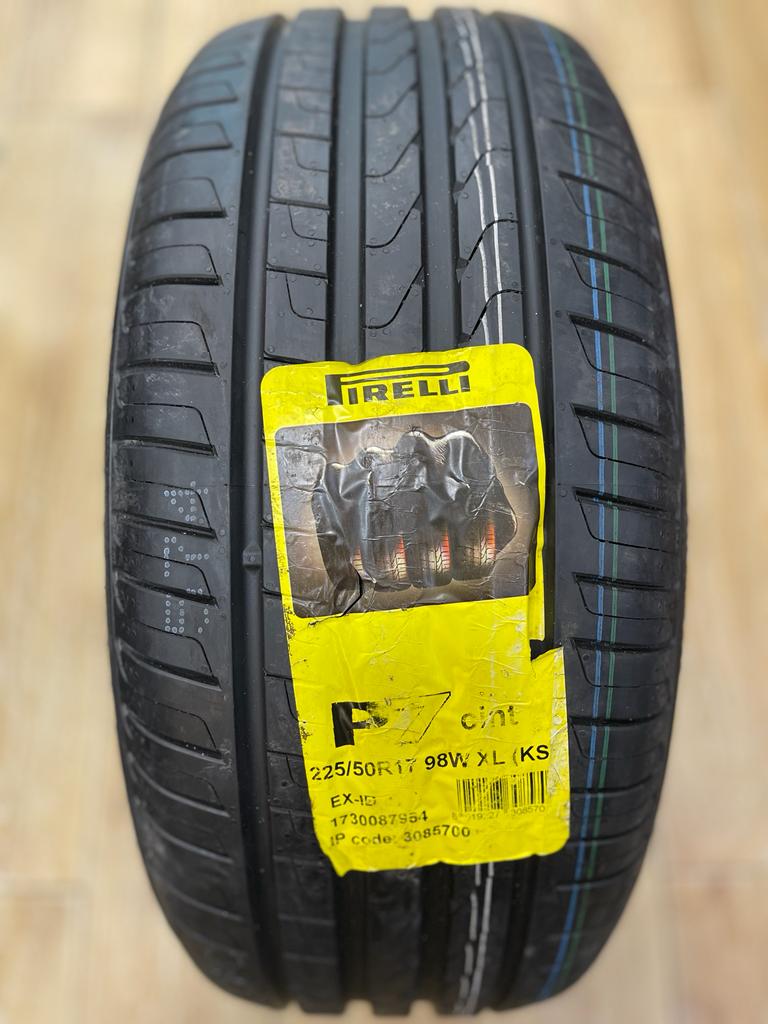 PIRELLI
P7 cint
225/50R17 98W XL (KS
EX-ID
1730087954
IP code: 3085700